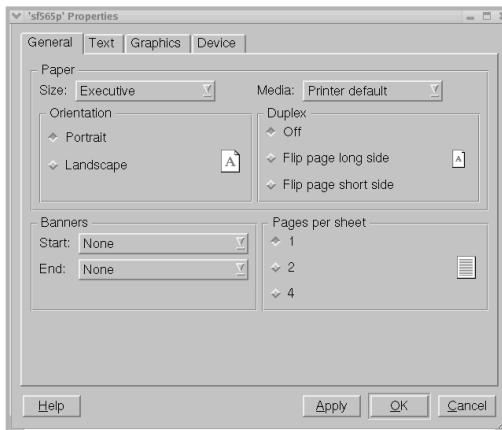 'sf565p' Properties
General Text Graphics Device
Paper
Size: Executive Media: Printer default
Orientation
Portrait
Landscape
A
Duplex
Off
Flip page long side
Flip page short side
A
Banners
Start: None
End: None
Pages per sheet
1
2
4
Help Apply OK Cancel